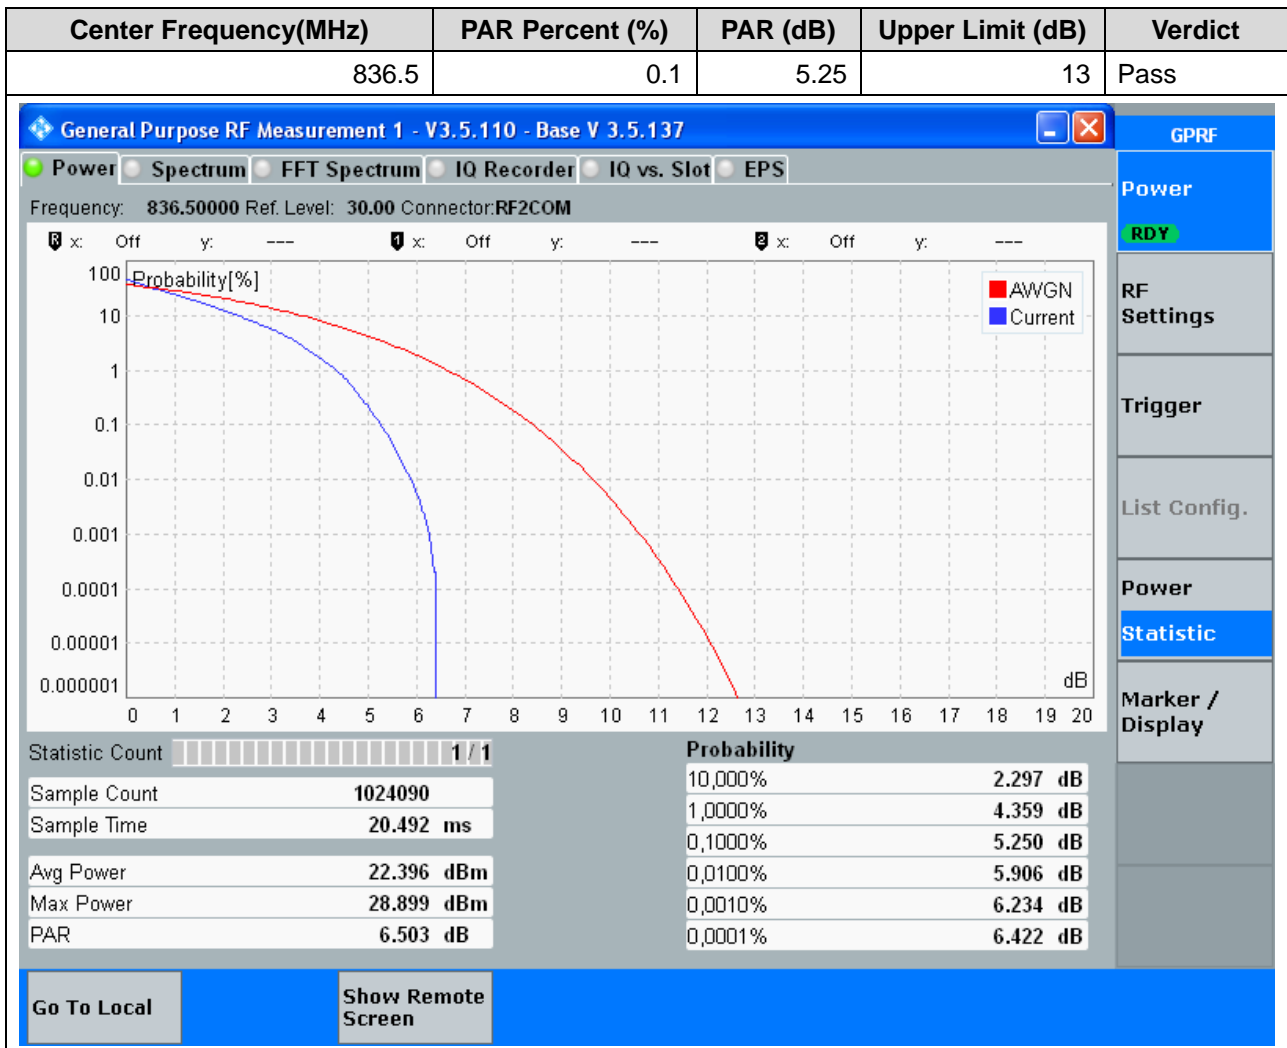 Center Frequency(MHz) PAR Percent (%) PAR (dB) Upper Limit (dB) Verdict
836.5 0.1 5.25 13 Pass
General Purpose RF Measurement 1 - V3.5.110 - Base V 3.5.137
GPRF
Power Spectrum FFT Spectrum IQ Recorder IQ vs. Slot EPS
Power
RDY
Frequency: 836.50000 Ref. Level: 30.00 Connector:RF2COM
R x: Off y: --- 1 x: Off y: --- 2 x: Off y: ---
Probability[%]
AWGN
Current
100
10
1
0.1
0.01
0.001
0.0001
0.00001
0.000001
dB
0 1 2 3 4 5 6 7 8 9 10 11 12 13 14 15 16 17 18 19 20
RF
Settings
Trigger
List Config.
Power
Statistic
Marker /
Display
Statistic Count 1 / 1
Sample Count 1024090
Sample Time 20.492 ms
Avg Power 22.396 dBm
Max Power 28.899 dBm
PAR 6.503 dB
Probability
10,000% 2.297 dB
1,0000% 4.359 dB
0,1000% 5.250 dB
0,0100% 5.906 dB
0,0010% 6.234 dB
0,0001% 6.422 dB
Go To Local
Show Remote
Screen